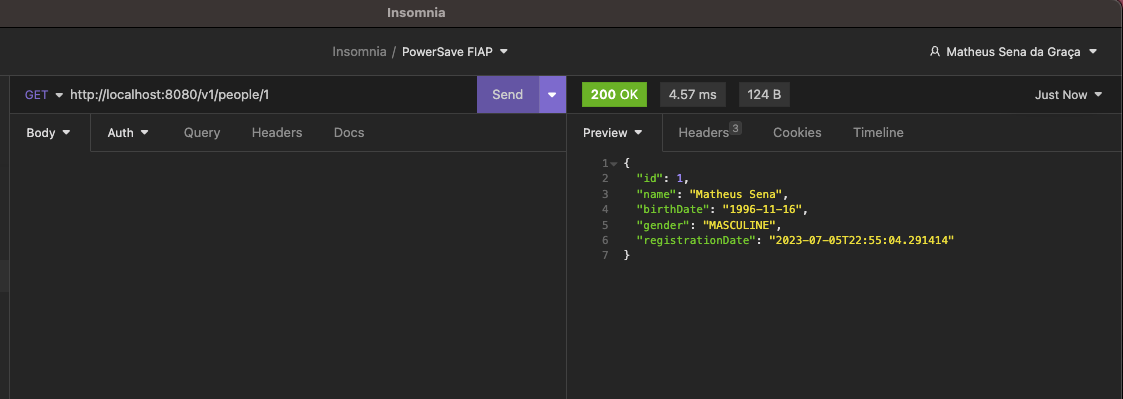 Insomnia
Insomnia / PowerSave FIAP
Matheus Sena da Graça
GET http://localhost:8080/v1/people/1 Send
200 OK 4.57 ms 124 B Just Now
Body Auth Query Headers Docs
Preview Headers 3 Cookies Timeline
1 {
2 "id": 1,
3 "name": "Matheus Sena",
4 "birthDate": "1996-11-16",
5 "gender": "MASCULINE",
6 "registrationDate": "2023-07-05T22:55:04.291414"
7 }